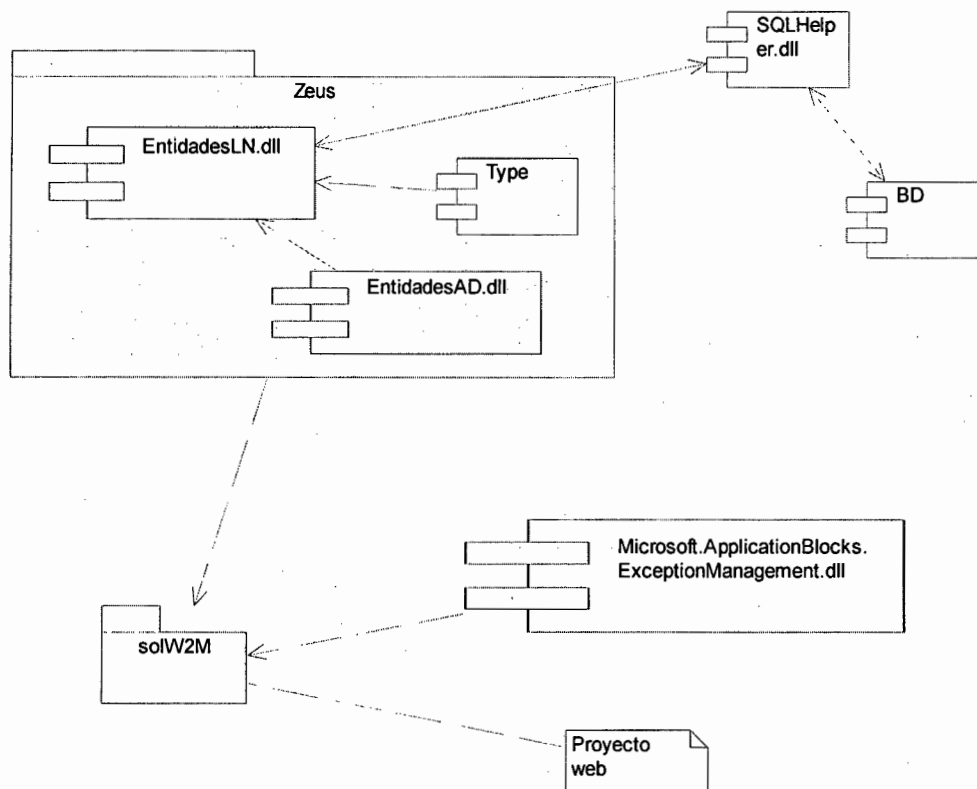 SQLHelp
er.dll
Zeus
EntidadesLN.dll
Type
BD
EntidadesAD.dll
Microsoft.ApplicationBlocks.
ExceptionManagement.dll
solW2M
Proyecto
web